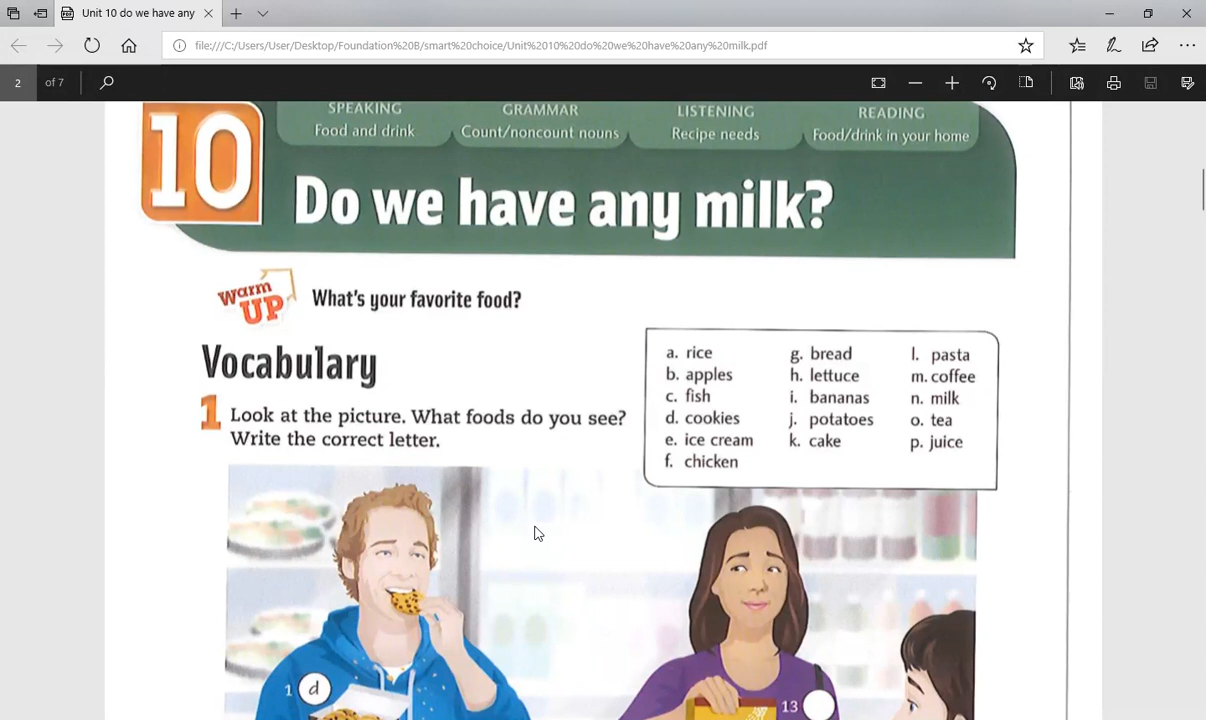 Unit 10 do we have any
file:///C:/Users/User/Desktop/Foundation%20B/smart%20choice/Unit%2010%20do%20we%20have%20any%20milk.pdf
2 of 7
10
SPEAKING
Food and drink
GRAMMAR
Count/noncount nouns
LISTENING
Recipe needs
READING
Food/drink in your home
Do we have any milk?
Warm UP
What's your favorite food?
Vocabulary
1 Look at the picture. What foods do you see?
Write the correct letter.
a. rice
b. apples
c. fish
d. cookies
e. ice cream
f. chicken
g. bread
h. lettuce
i. bananas
j. potatoes
k. cake
l. pasta
m. coffee
n. milk
o. tea
p. juice
1 d
13